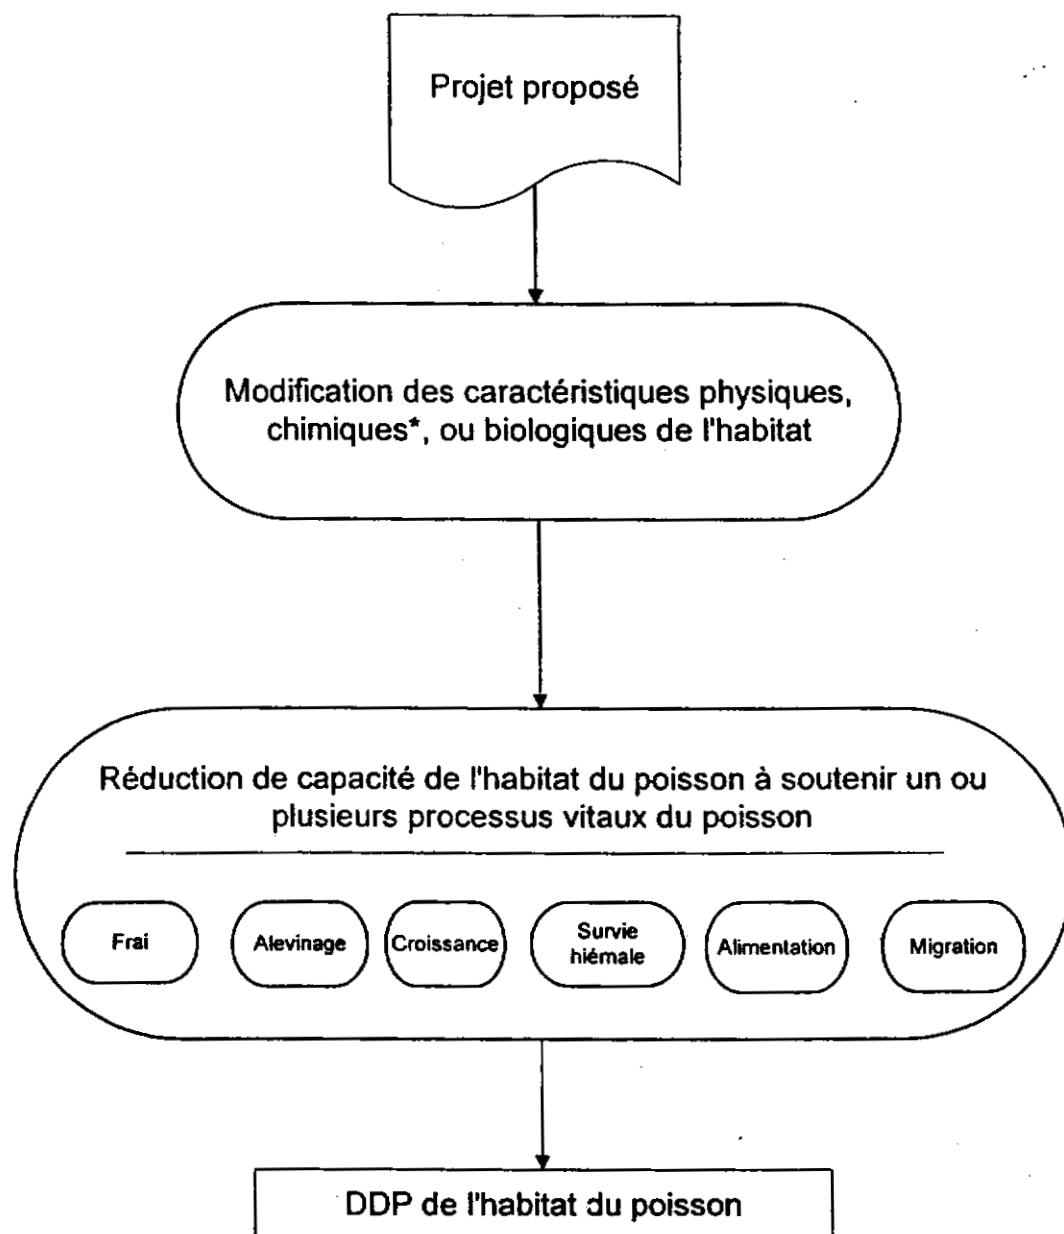 Projet proposé
Modification des caractéristiques physiques,
chimiques*, ou biologiques de l'habitat
Réduction de capacité de l'habitat du poisson à soutenir un ou
plusieurs processus vitaux du poisson
Frai
Alevinage
Croissance
Survie
hiémale
Alimentation
Migration
DDP de l'habitat du poisson